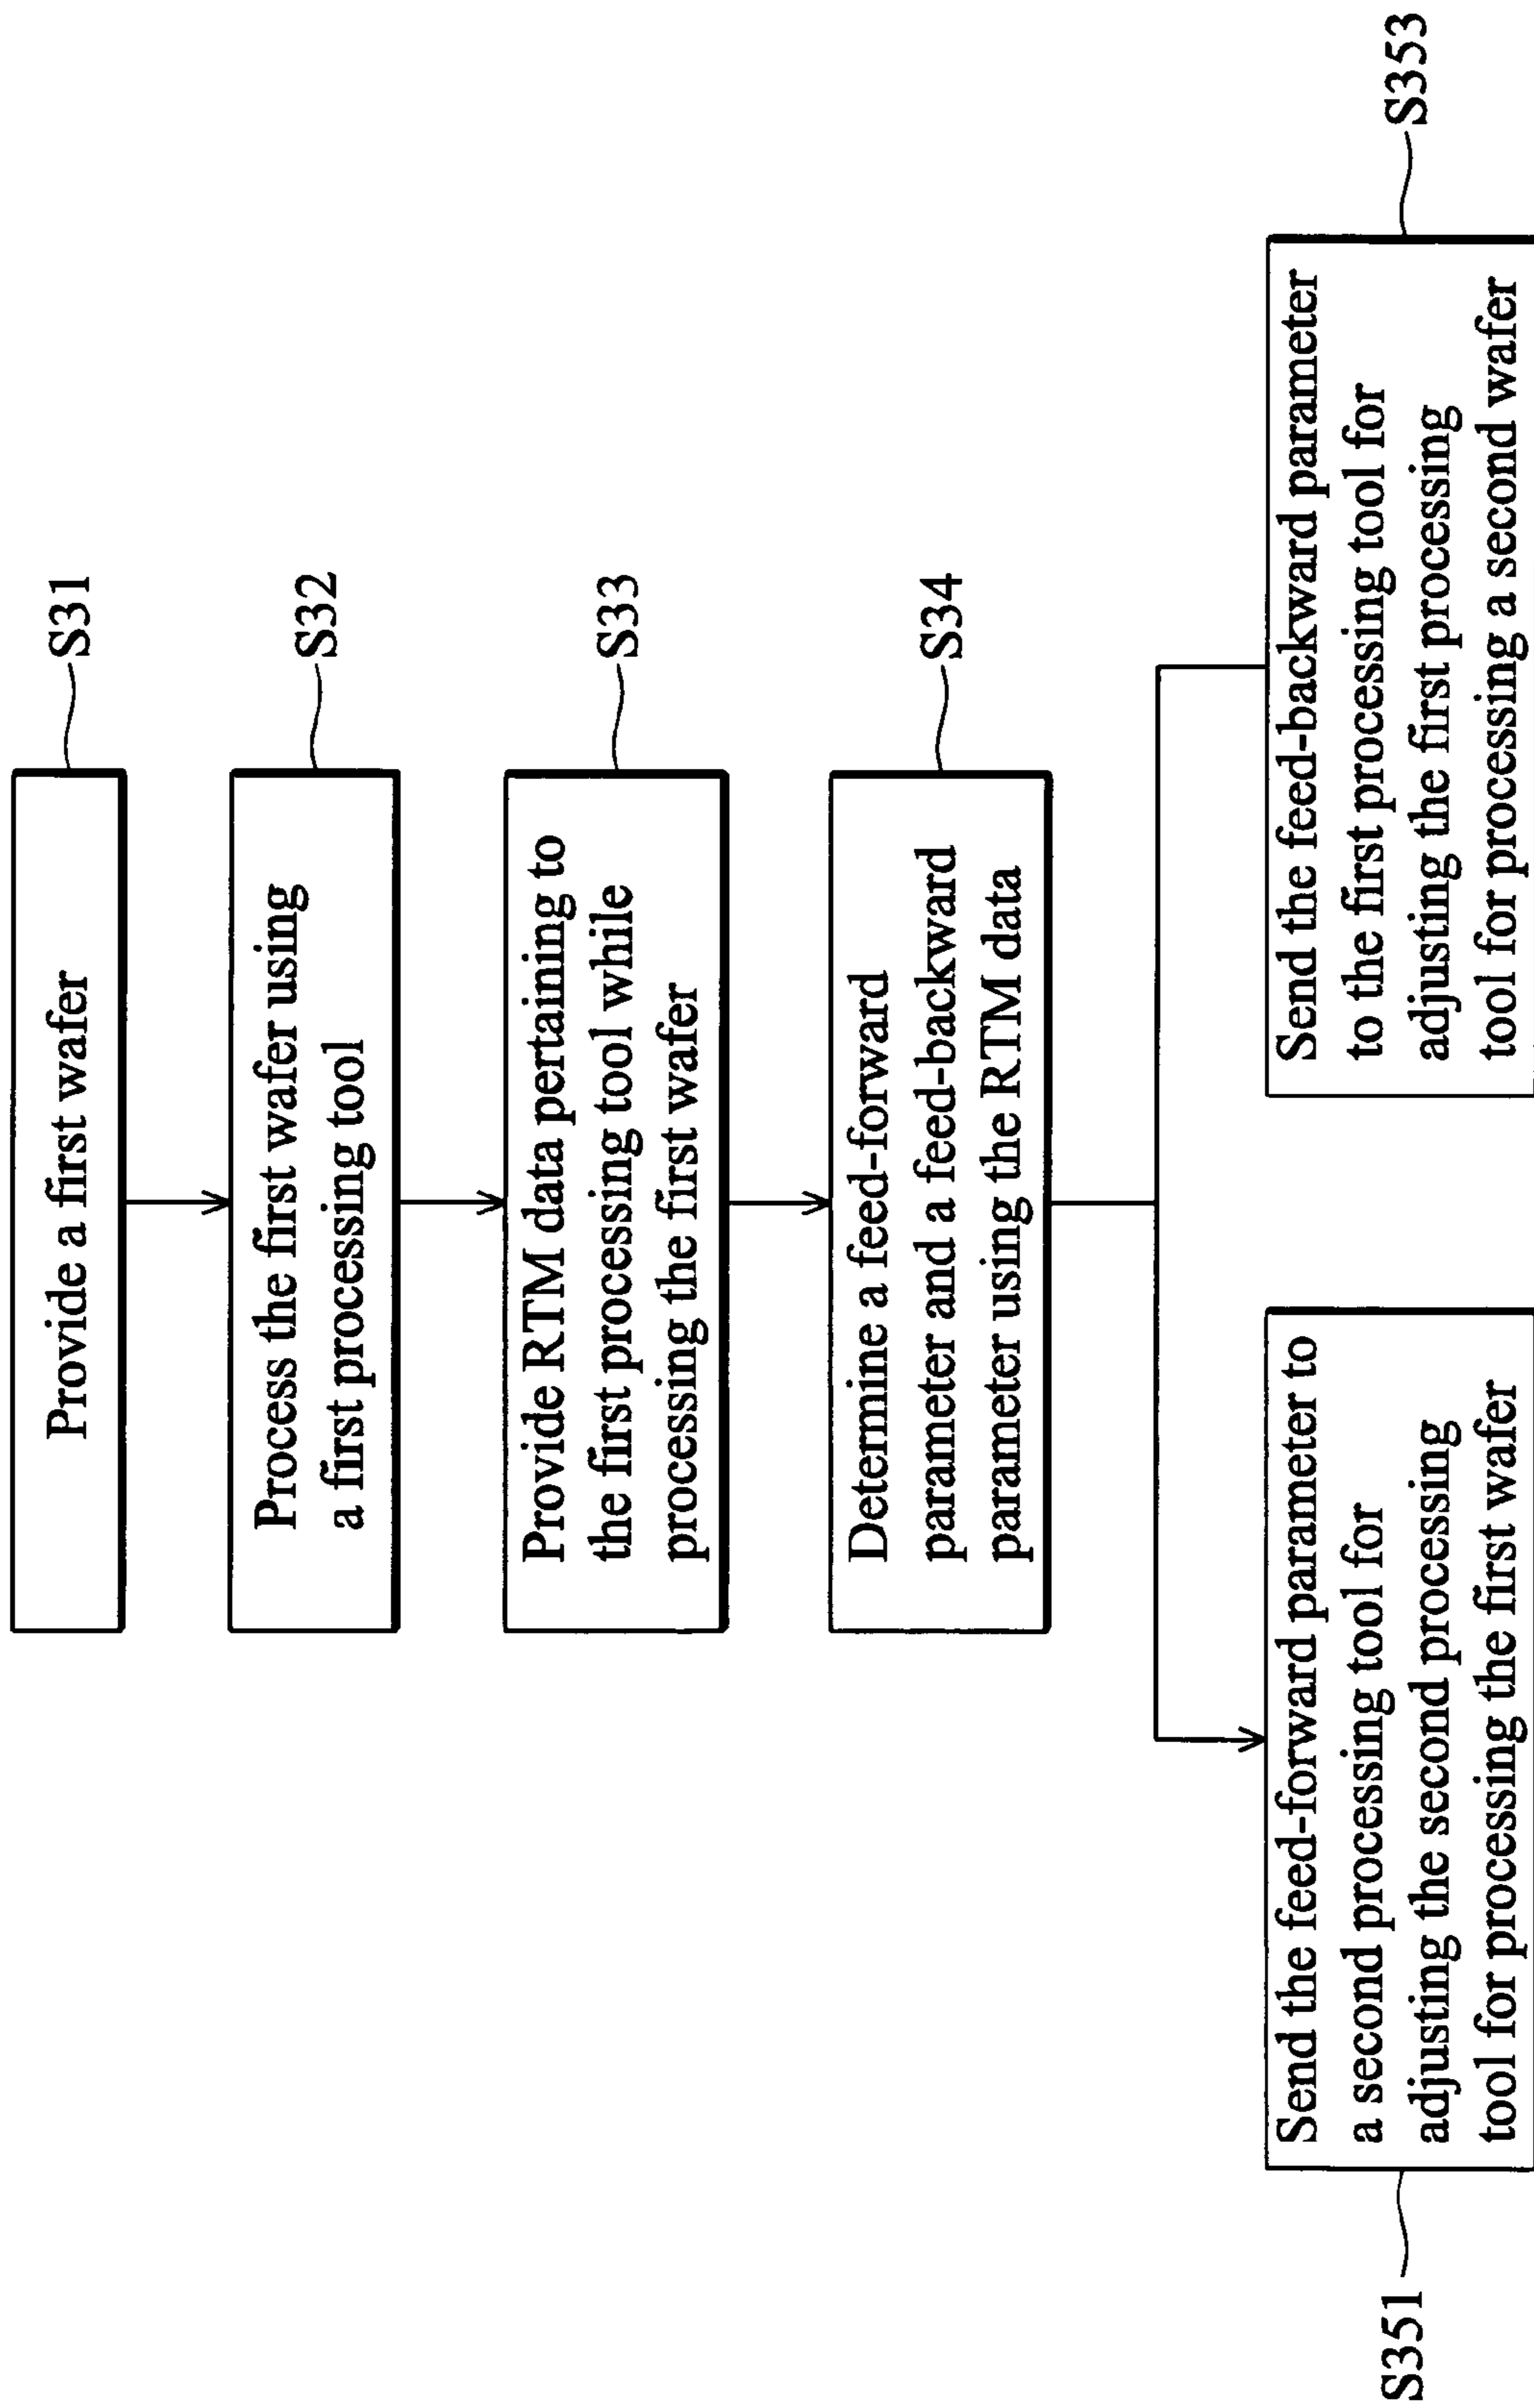 Provide a first wafer
S31
Process the first wafer using
a first processing tool
S32
Provide RTM data pertaining to
the first processing tool while
processing the first wafer
S33
Determine a feed-forward
parameter and a feed-backward
parameter using the RTM data
S34
S351
Send the feed-forward parameter to
a second processing tool for
adjusting the second processing
tool for processing the first wafer
Send the feed-backward parameter
to the first processing tool for
adjusting the first processing
tool for processing a second wafer
S353